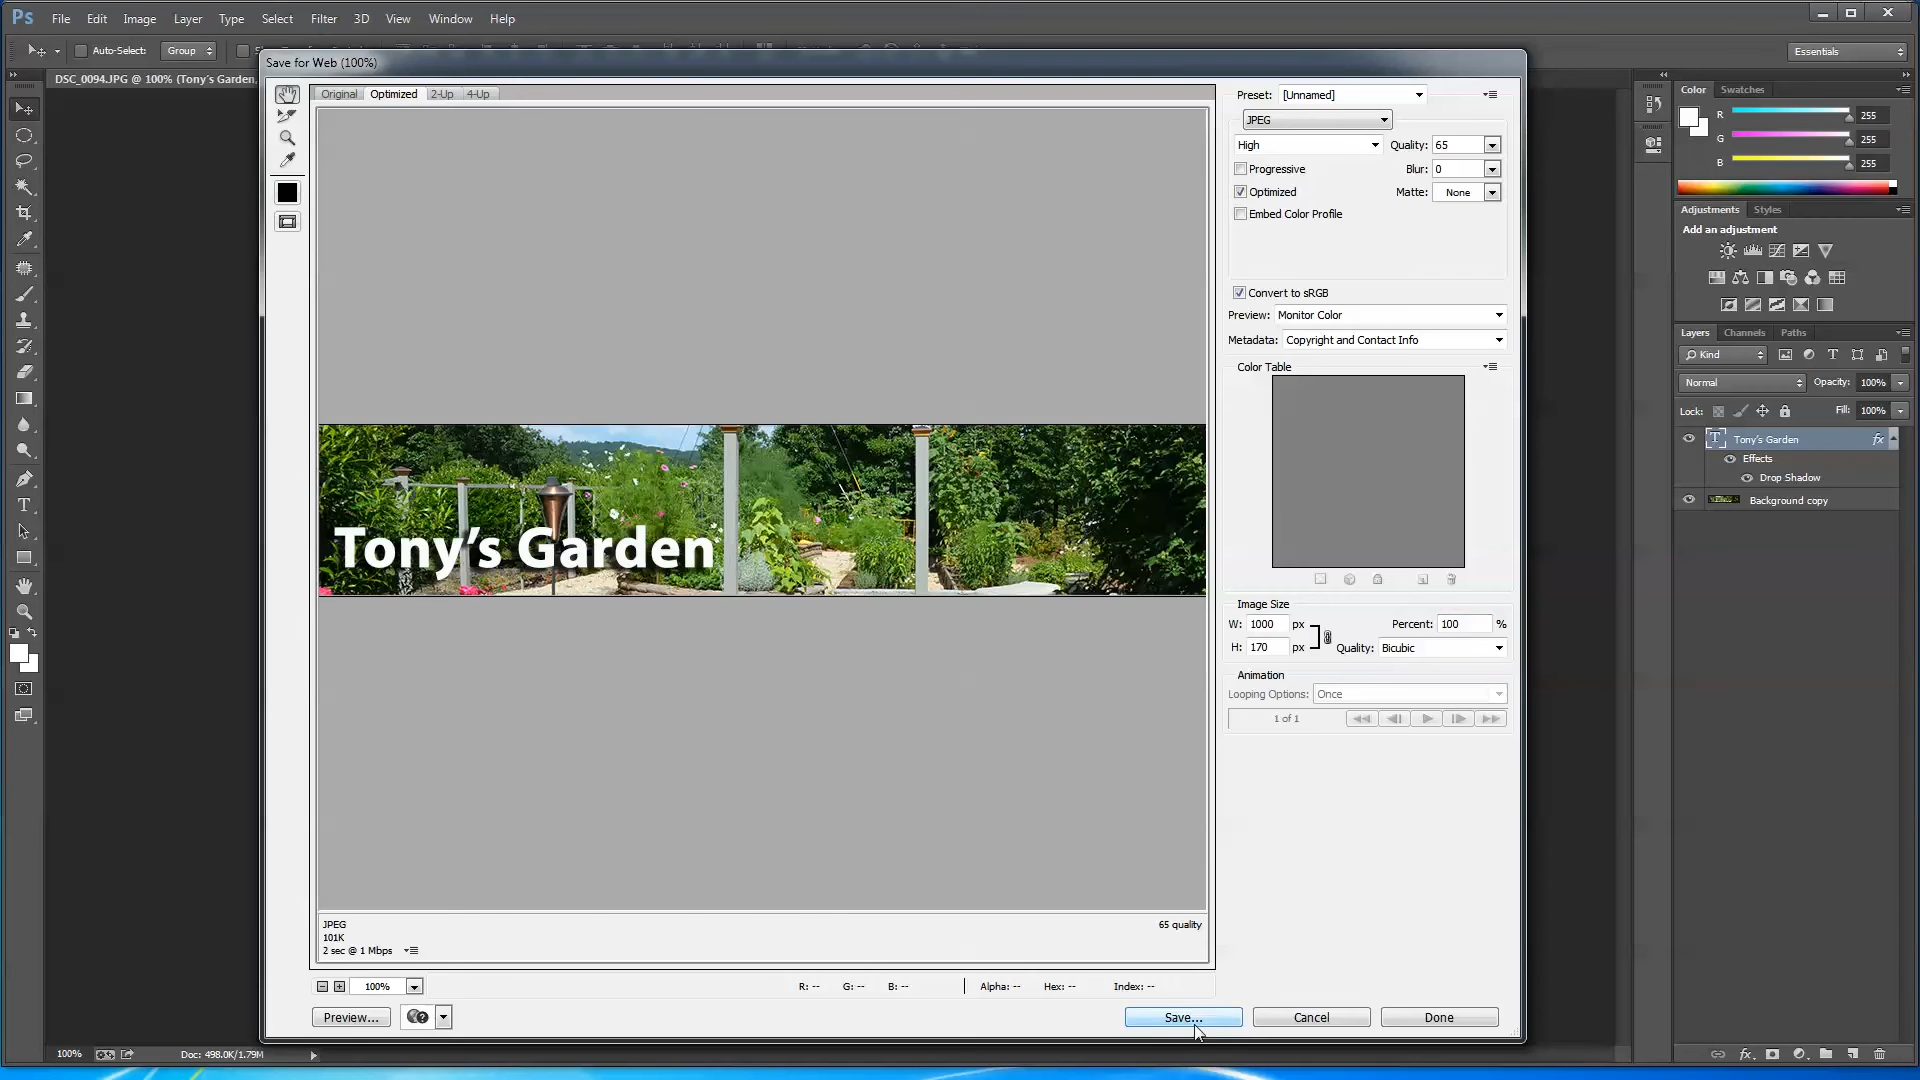 Ps File Edit Image Layer Type Select Filter 3D View Window Help
Auto-Select: Group
Essentials
Save for Web (100%)
DSC_0094.JPG @ 100% (Tony's Garden,
Original Optimized 2-Up 4-Up
Preset: [Unnamed]
JPEG
High Quality: 65
Progressive Blur: 0
Optimized Matte: None
Embed Color Profile
Convert to sRGB
Preview: Monitor Color
Metadata: Copyright and Contact Info
Color Table
Tony's Garden
Image Size
W: 1000 px Percent: 100 %
H: 170 px Quality: Bicubic
Animation
Looping Options: Once
1 of 1
JPEG 65 quality
101K
2 sec @ 1 Mbps
100% R: -- G: -- B: -- Alpha: -- Hex: -- Index: --
Preview... Save... Cancel Done
Color Swatches
R 255
G 255
B 255
Adjustments Styles
Add an adjustment
Layers Channels Paths
Kind
Normal Opacity: 100%
Lock: Fill: 100%
T Tony's Garden fx
Effects
Drop Shadow
Background copy
100% Doc: 498.0K/1.79M
fx